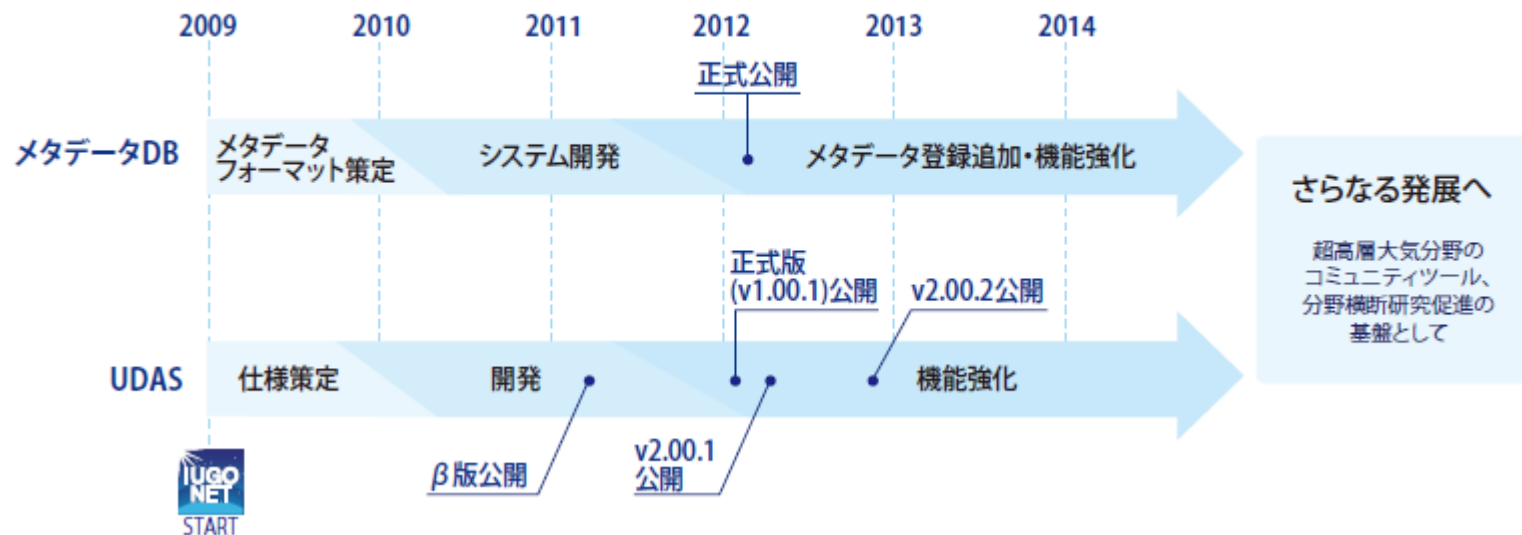 2009 2010 2011 2012 2013 2014
正式公開
メタデータDB
メタデータ
フォーマット策定
システム開発
メタデータ登録追加・機能強化
正式版
(v1.00.1)公開
v2.00.2公開
UDAS
仕様策定
開発
機能強化
β版公開
v2.00.1
公開
IUGO
NET
START
さらなる発展へ
超高層大気分野の
コミュニティツール、
分野横断研究促進の
基盤として